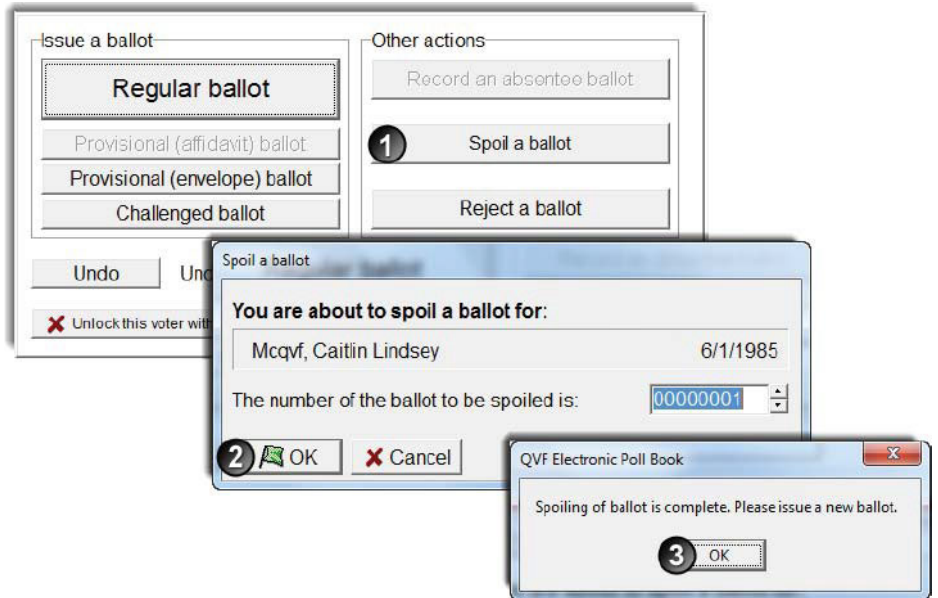 Issue a ballot
Regular ballot
Provisional (affidavit) ballot
Provisional (envelope) ballot
Challenged ballot
Other actions
Record an absentee ballot
1 Spoil a ballot
Reject a ballot
Undo
Unlock this voter
Spoil a ballot
You are about to spoil a ballot for:
Mcqvf, Caitlin Lindsey 6/1/1985
The number of the ballot to be spoiled is: 00000001
2 OK
Cancel
QVF Electronic Poll Book
Spoiling of ballot is complete. Please issue a new ballot.
3 OK